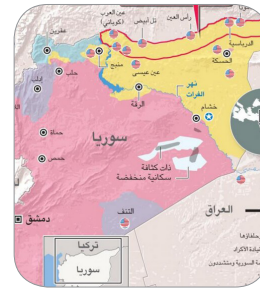 عين العرب
(كوباني)
تل أبيض
رأس العين
عفرين
الدرباسية
الحسكة
منبج
عين عيسى
حلب
إدلب
نهر
الفرات
الرقة
خشام
حماة
سوريا
حمص
ذات كثافة
سكانية منخفضة
التنف
العراق
دمشق
تركيا
سوريا